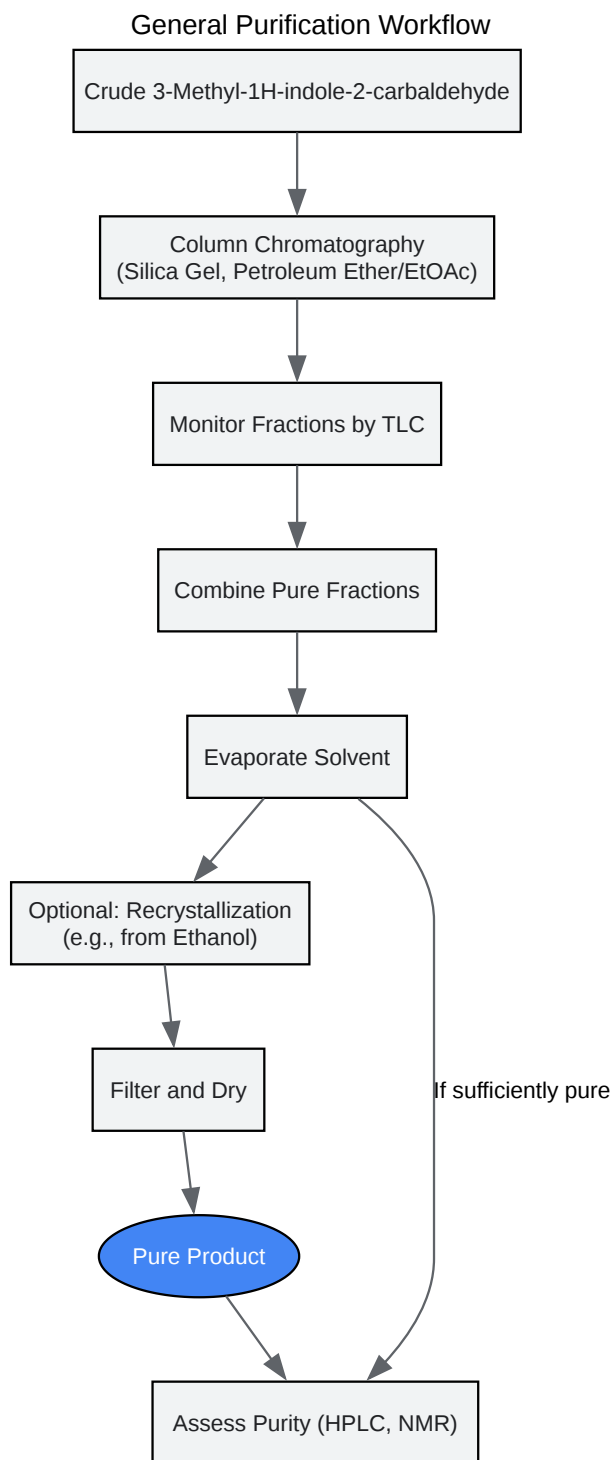 General Purification Workflow
Crude 3-Methyl-1H-indole-2-carbaldehyde
Column Chromatography
(Silica Gel, Petroleum Ether/EtOAc)
Monitor Fractions by TLC
Combine Pure Fractions
Evaporate Solvent
Optional: Recrystallization
(e.g., from Ethanol)
Filter and Dry
If sufficiently pure
Pure Product
Assess Purity (HPLC, NMR)